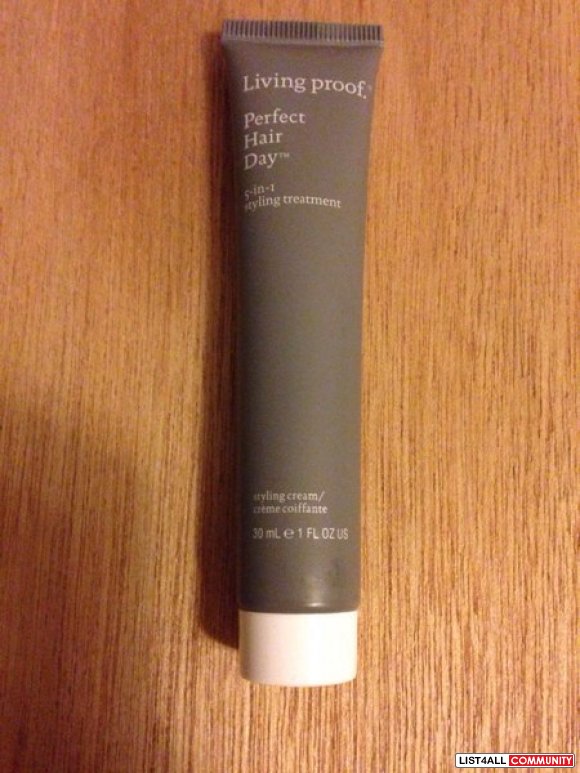 Living proof.
Perfect
Hair
Day™
5-in-1
styling treatment
styling cream/
crème coiffante
30 mL e 1 FL OZ US
LIST4ALL COMMUNITY